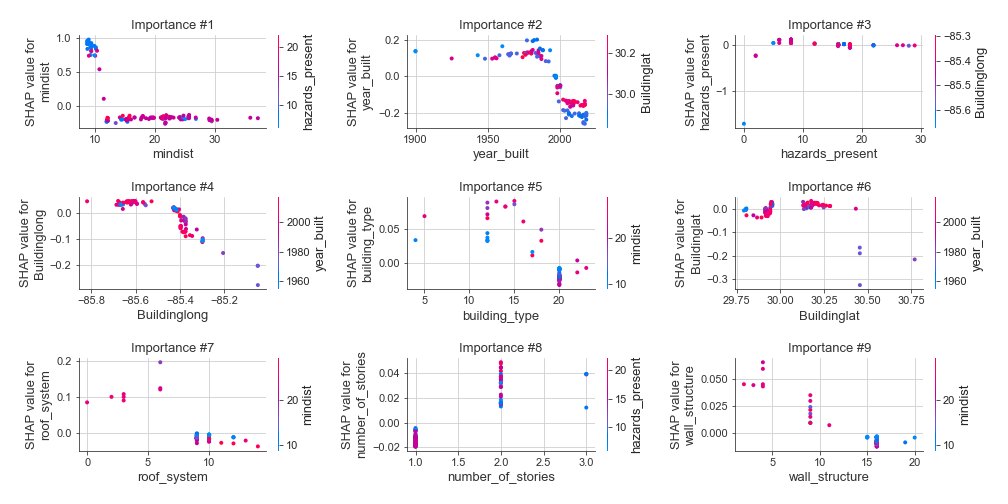 Importance #1
Importance #2
Importance #3
SHAP value for
mindist
1.0
0.5
0.0
10
20
30
mindist
20
15
10
hazards_present
SHAP value for
year_built
0.2
0.0
−0.2
1900
1950
2000
year_built
30.2
30.0
Buildinglat
SHAP value for
hazards_present
0
−1
0
10
20
30
hazards_present
−85.3
−85.4
−85.5
−85.6
Buildinglong
Importance #4
Importance #5
Importance #6
SHAP value for
Buildinglong
0.0
−0.1
−0.2
−85.8
−85.6
−85.4
−85.2
Buildinglong
2000
1980
1960
year_built
SHAP value for
building_type
0.05
0.00
5
10
15
20
building_type
20
10
mindist
SHAP value for
Buildinglat
0.0
−0.1
−0.2
−0.3
29.75
30.00
30.25
30.50
30.75
Buildinglat
2000
1980
1960
year_built
Importance #7
Importance #8
Importance #9
SHAP value for
roof_system
0.2
0.1
0.0
0
5
10
roof_system
20
10
mindist
SHAP value for
number_of_stories
0.04
0.02
0.00
−0.02
1.0
1.5
2.0
2.5
3.0
number_of_stories
20
15
10
hazards_present
SHAP value for
wall_structure
0.050
0.025
0.000
5
10
15
20
wall_structure
20
10
mindist